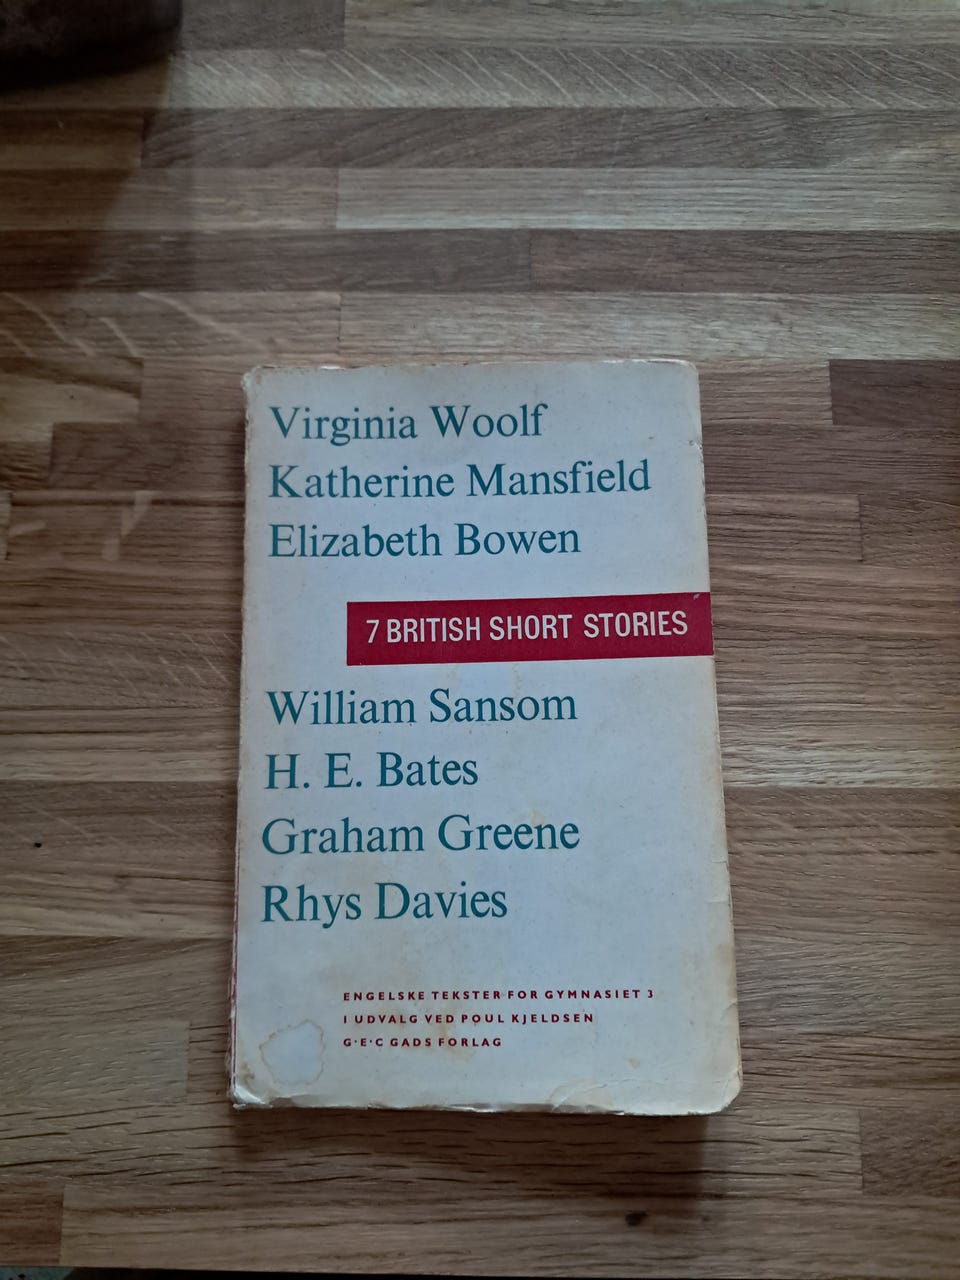 Virginia Woolf
Katherine Mansfield
Elizabeth Bowen
7 BRITISH SHORT STORIES
William Sansom
H. E. Bates
Graham Greene
Rhys Davies
ENGELSKE TEKSTER FOR GYMNASIET 3
I UDVALG VED POUL KJELDSEN
G·E·C GADS FORLAG